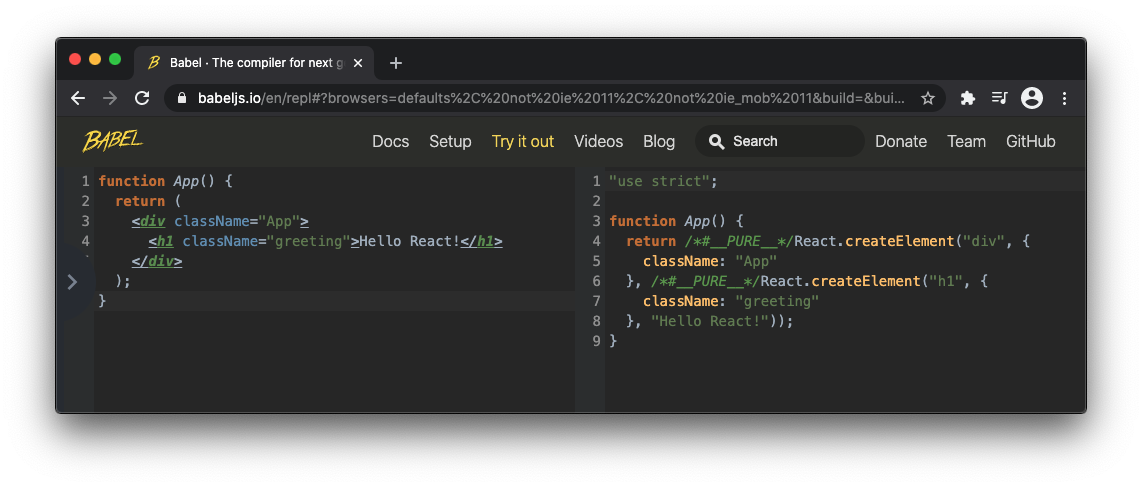 Babel · The compiler for next g
babeljs.io/en/repl#?browsers=defaults%2C%20not%20ie%2011%2C%20not%20ie_mob%2011&build=&bui...
BABEL Docs Setup Try it out Videos Blog Search Donate Team GitHub
1 function App() {
2   return (
3     <div className="App">
4       <h1 className="greeting">Hello React!</h1>
    </div>
  );
}
1 "use strict";
2
3 function App() {
4   return /*#__PURE__*/React.createElement("div", {
5     className: "App"
6   }, /*#__PURE__*/React.createElement("h1", {
7     className: "greeting"
8   }, "Hello React!"));
9 }